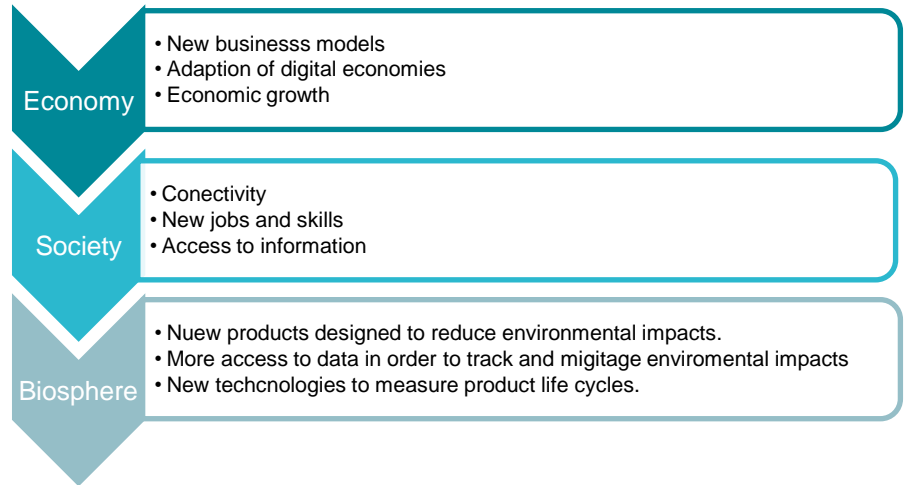 Economy
• New businesss models
• Adaption of digital economies
• Economic growth
Society
• Conectivity
• New jobs and skills
• Access to information
Biosphere
• Nuew products designed to reduce environmental impacts.
• More access to data in order to track and migitage enviromental impacts
• New techcnologies to measure product life cycles.